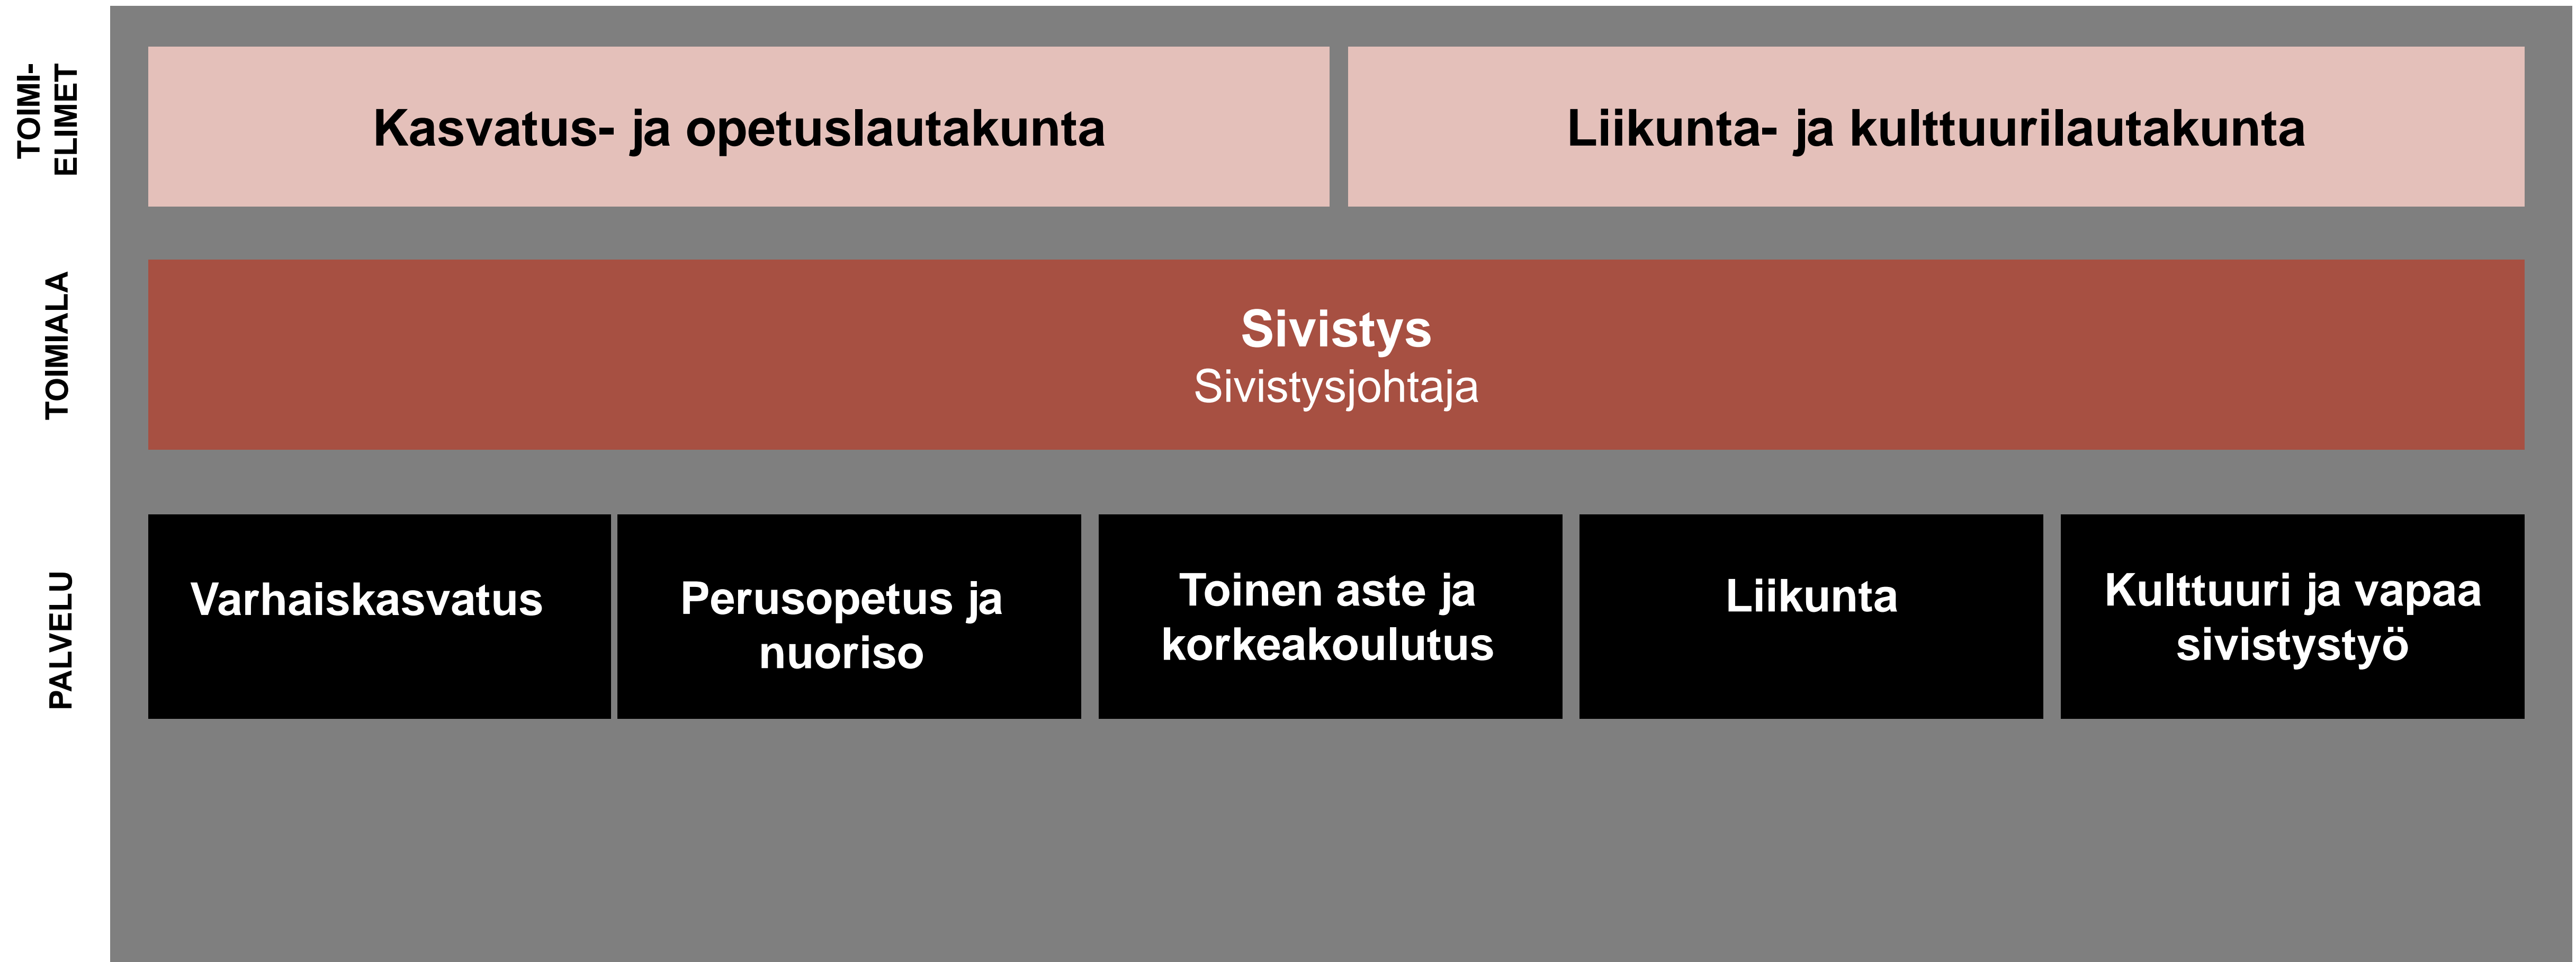 TOIMI-
ELIMET
Kasvatus- ja opetuslautakunta
Liikunta- ja kulttuurilautakunta
TOIMIALA
Sivistys
Sivistysjohtaja
PALVELU
Varhaiskasvatus
Perusopetus ja
nuoriso
Toinen aste ja
korkeakoulutus
Liikunta
Kulttuuri ja vapaa
sivistystyö